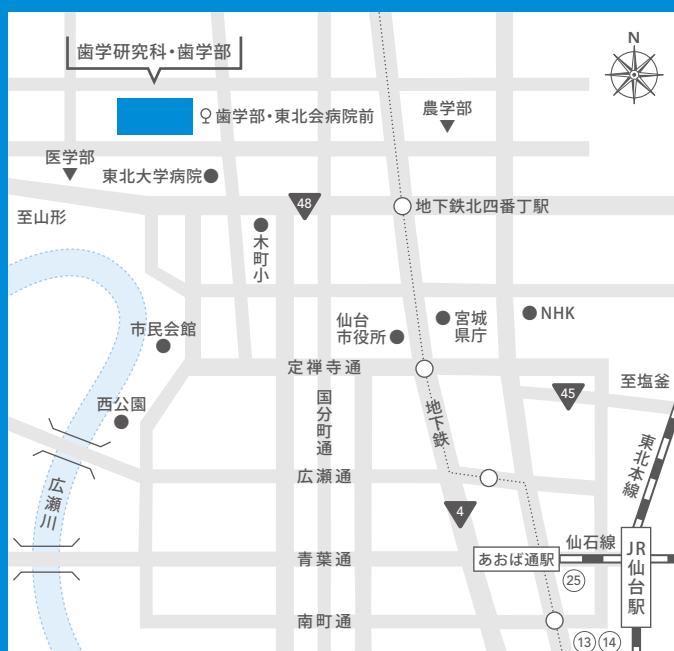 歯学研究科・歯学部
N
歯学部・東北会病院前
農学部
医学部
東北大学病院
48
地下鉄北四番丁駅
至山形
木町小
仙台
市役所
宮城
県庁
NHK
市民会館
定禅寺通
至塩釜
45
西公園
国分町通
地下鉄
東北本線
広瀬通
広瀬川
4
仙石線
青葉通
あおば通駅
JR仙台駅
25
南町通
13
14